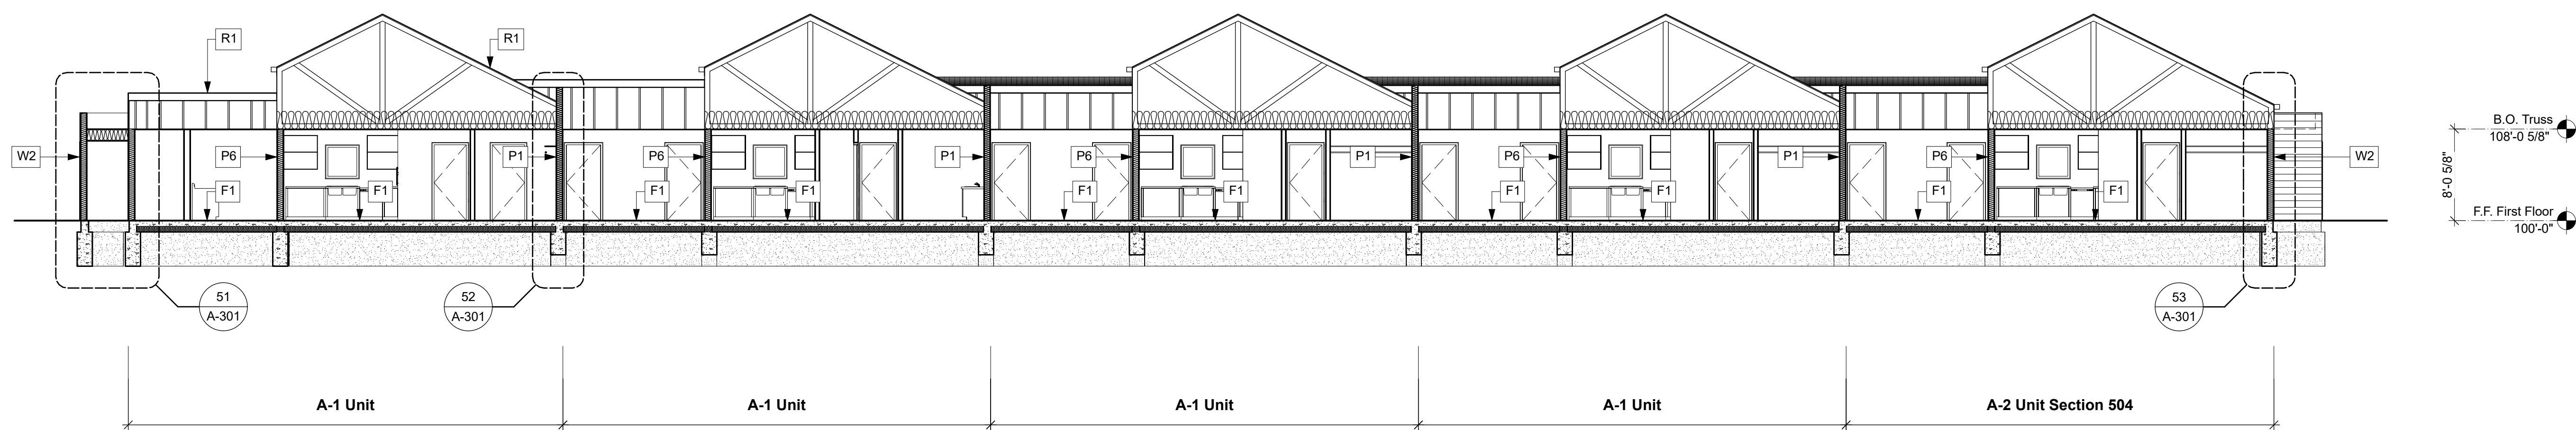 R1
R1
B.O. Truss
108'-0 5/8"
W2
P6
P1
P6
P1
P6
P1
P6
P1
P6
W2
8'-0 5/8"
F1
F1
F1
F1
F1
F1
F1
F1
F1
F1
F.F. First Floor
100'-0"
51
A-301
52
A-301
53
A-301
A-1 Unit
A-1 Unit
A-1 Unit
A-1 Unit
A-2 Unit Section 504